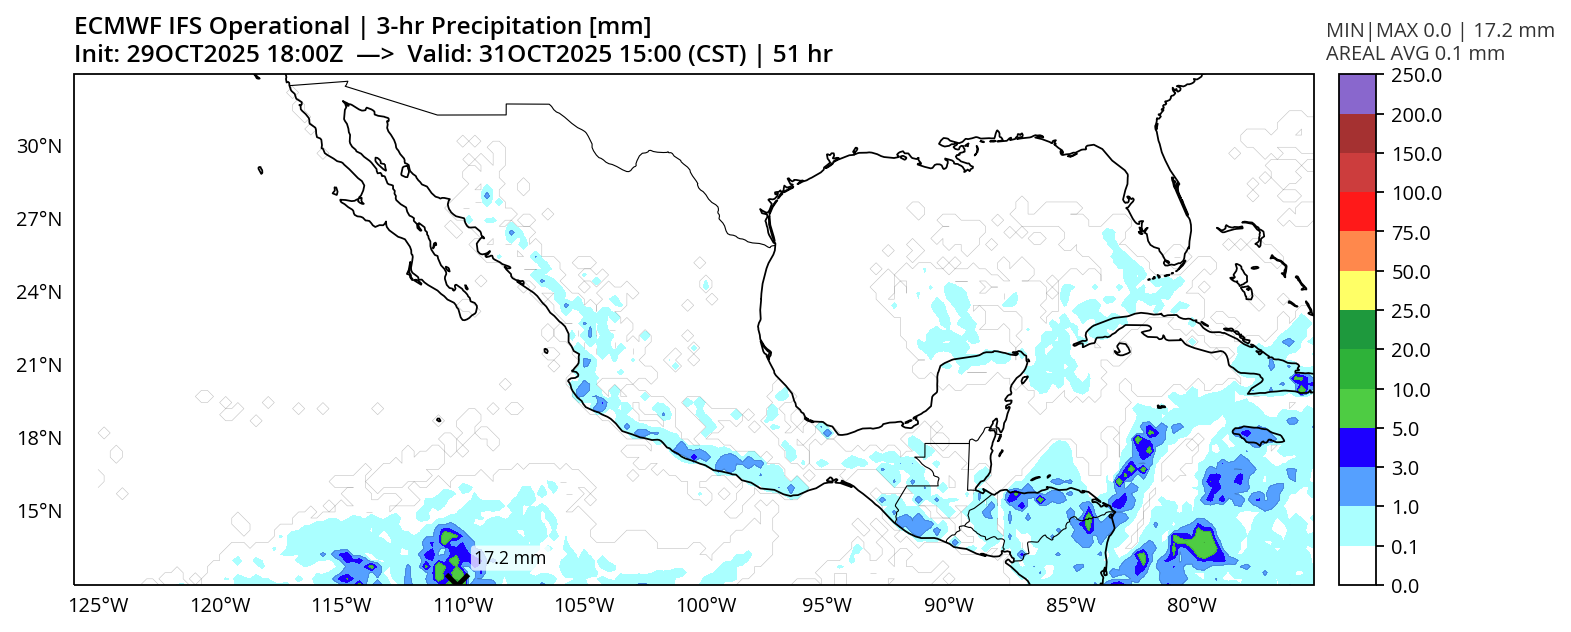 ECMWF IFS Operational | 3-hr Precipitation [mm]
Init: 29OCT2025 18:00Z —> Valid: 31OCT2025 15:00 (CST) | 51 hr
MIN|MAX 0.0 | 17.2 mm
AREAL AVG 0.1 mm
250.0
200.0
150.0
100.0
75.0
50.0
25.0
20.0
10.0
5.0
3.0
1.0
0.1
0.0
30°N
27°N
24°N
21°N
18°N
15°N
17.2 mm
125°W 120°W 115°W 110°W 105°W 100°W 95°W 90°W 85°W 80°W